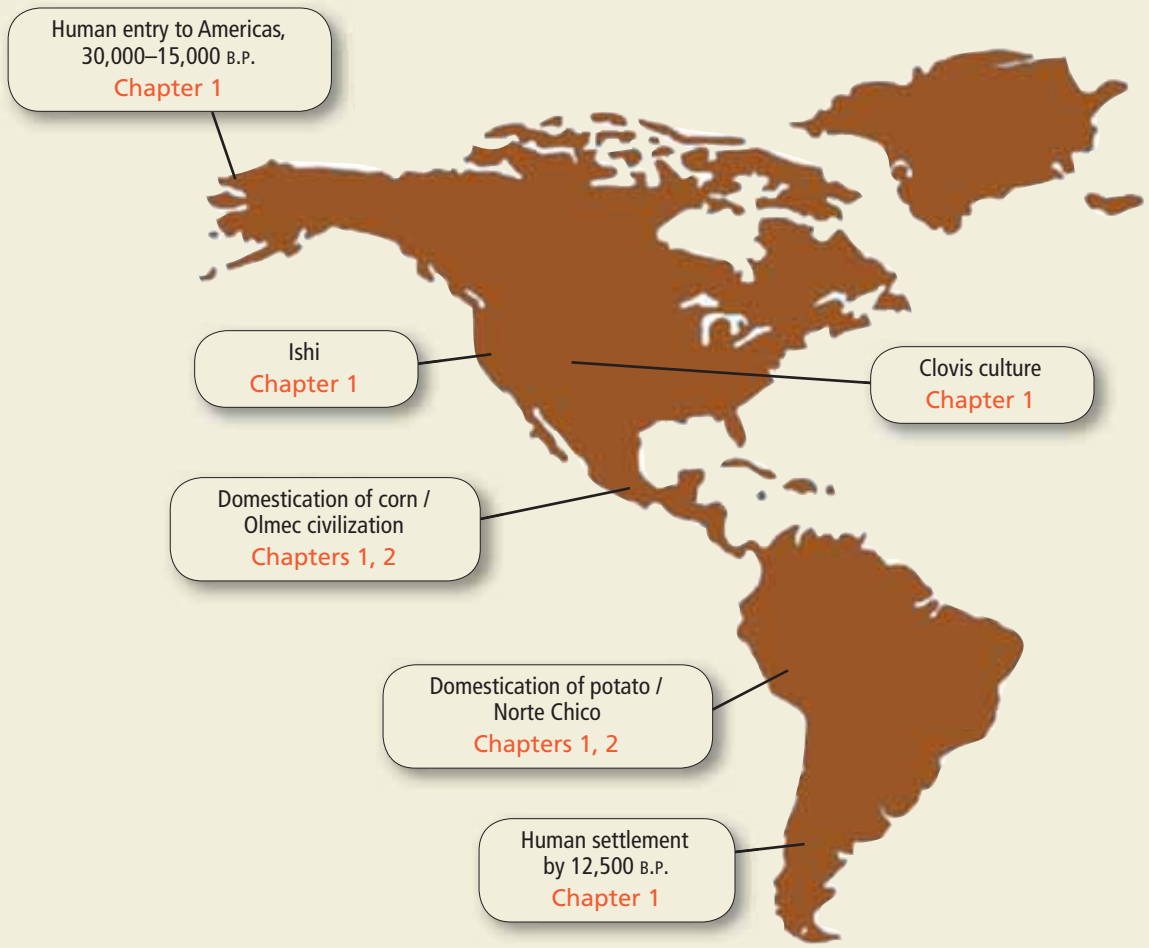 Human entry to Americas,
30,000–15,000 B.P.
Chapter 1
Ishi
Chapter 1
Clovis culture
Chapter 1
Domestication of corn /
Olmec civilization
Chapters 1, 2
Domestication of potato /
Norte Chico
Chapters 1, 2
Human settlement
by 12,500 B.P.
Chapter 1